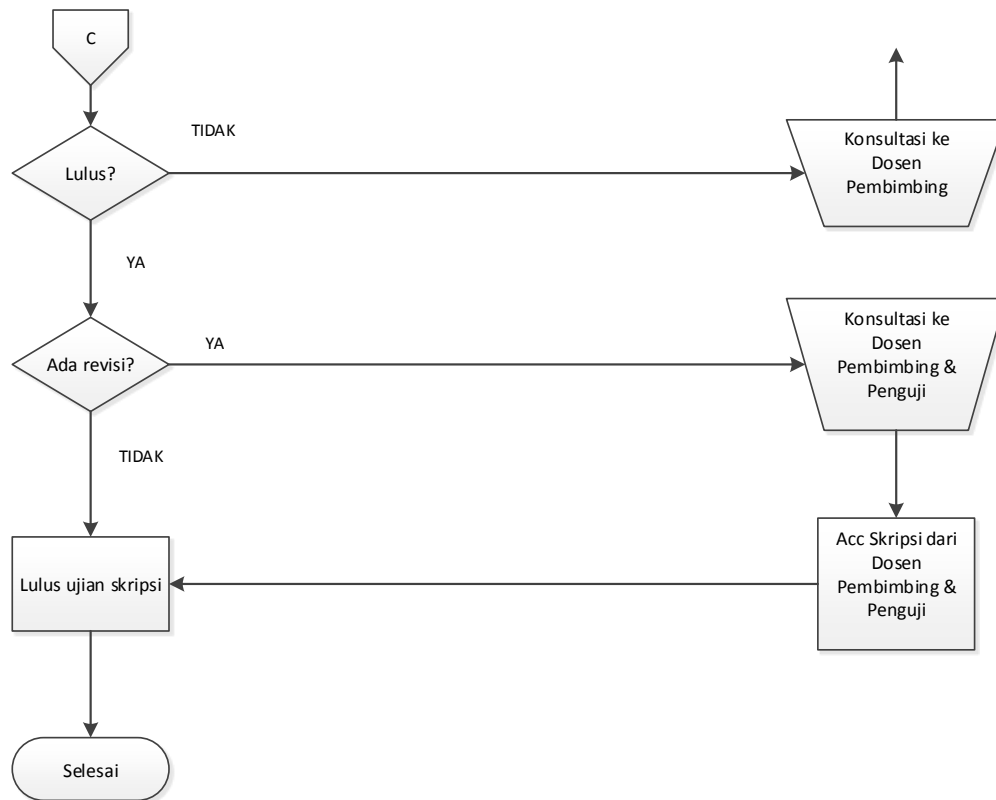 C
TIDAK
Lulus?
Konsultasi ke
Dosen
Pembimbing
YA
Ada revisi?
YA
Konsultasi ke
Dosen
Pembimbing &
Penguji
TIDAK
Lulus ujian skripsi
Acc Skripsi dari
Dosen
Pembimbing &
Penguji
Selesai